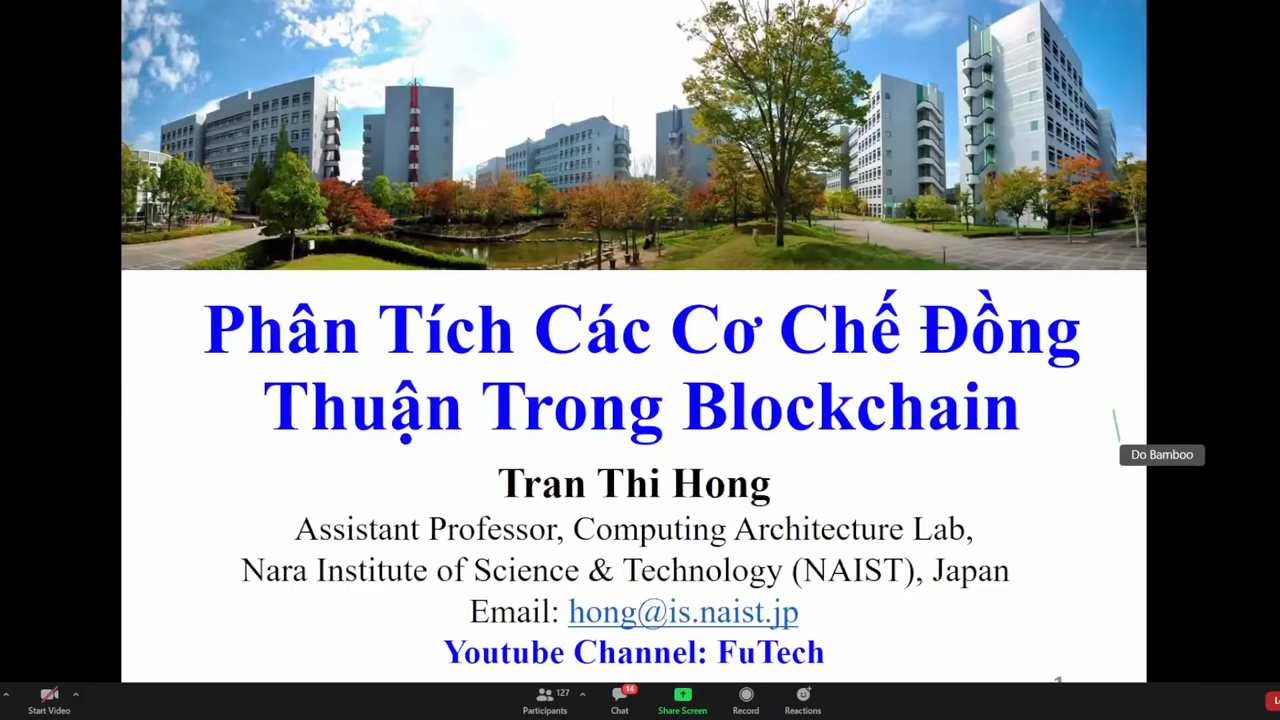 Phân Tích Các Cơ Chế Đồng
Thuận Trong Blockchain
Do Bamboo
Tran Thi Hong
Assistant Professor, Computing Architecture Lab,
Nara Institute of Science & Technology (NAIST), Japan
Email: hong@is.naist.jp
Youtube Channel: FuTech
Start Video
127
Participants
14
Chat
Share Screen
Record
Reactions